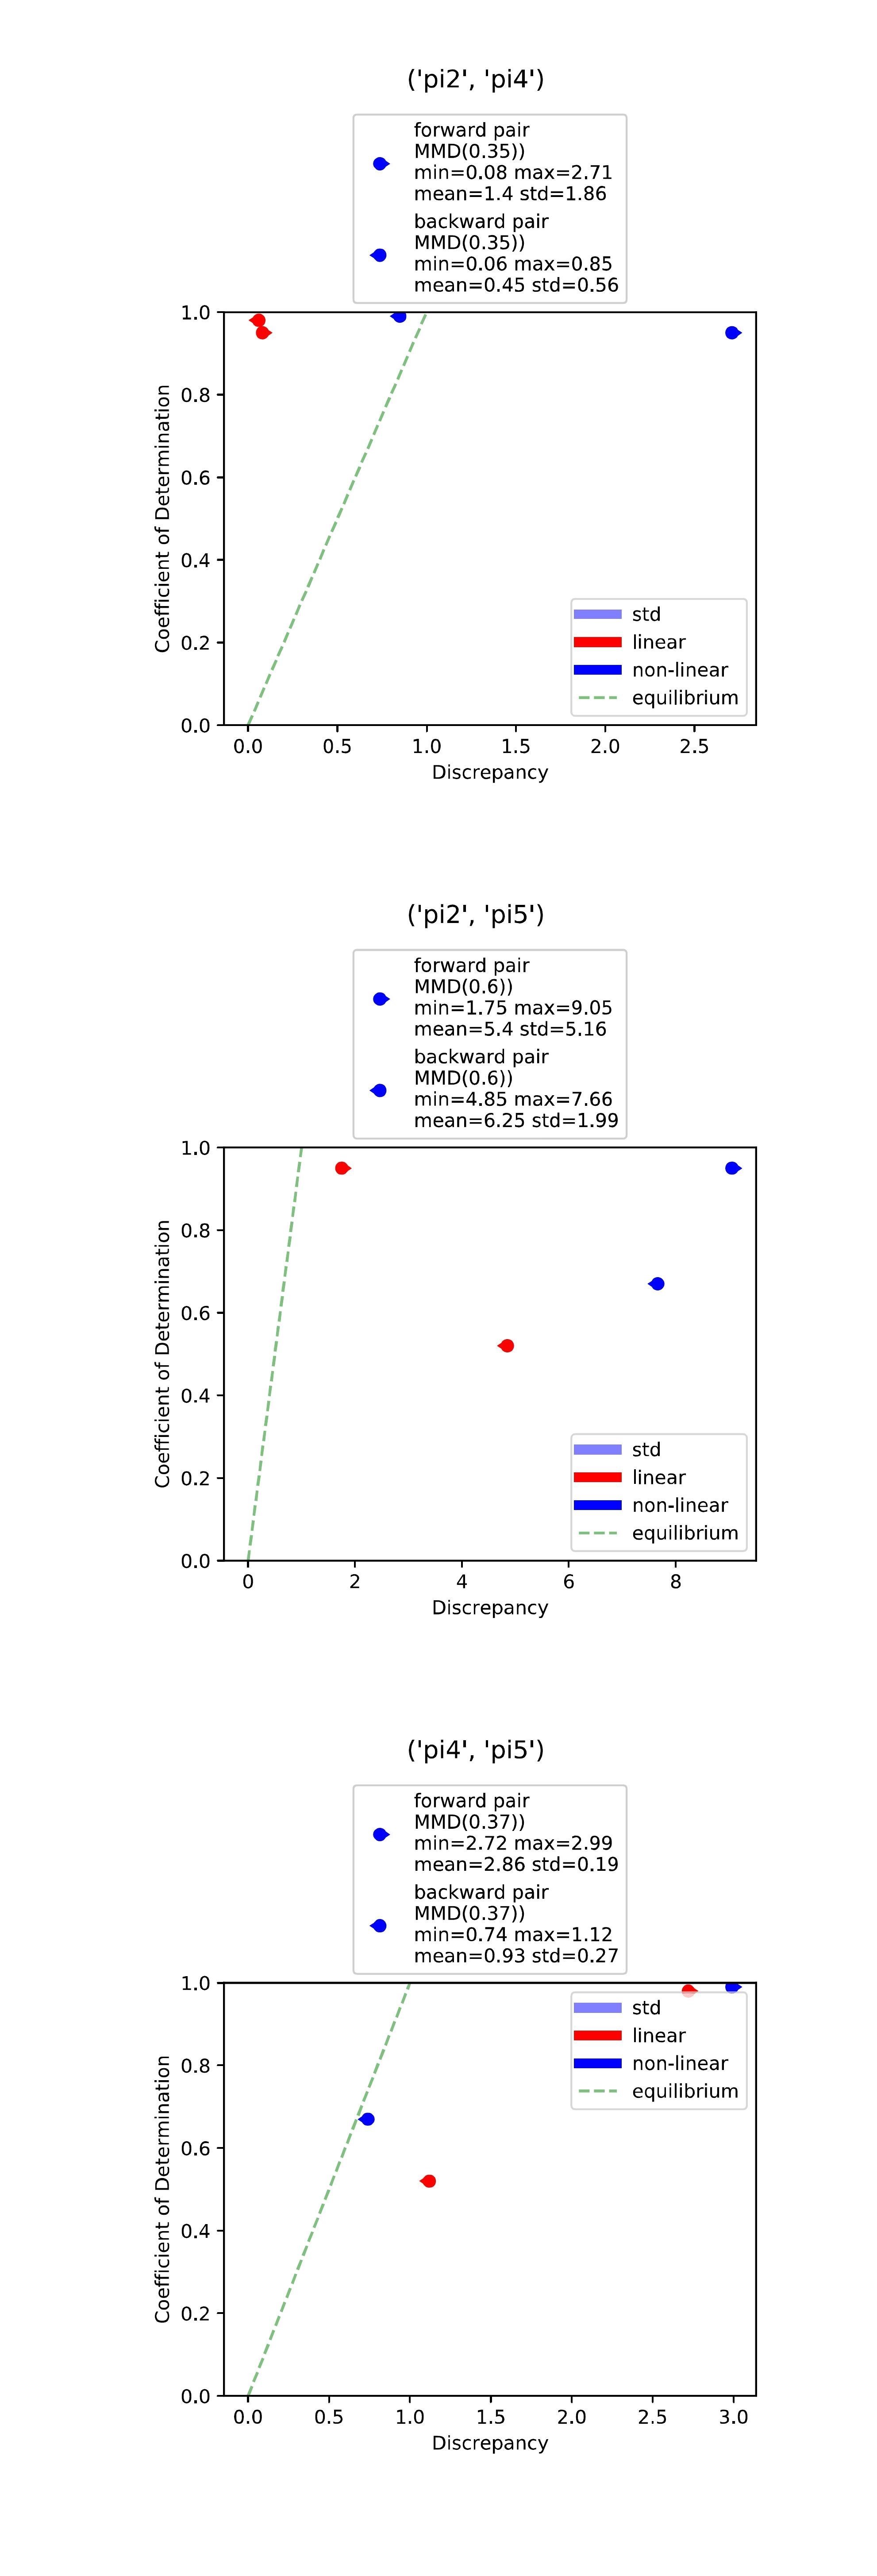 ('pi2', 'pi4')
forward pair
MMD(0.35))
min=0.08 max=2.71
mean=1.4 std=1.86
backward pair
MMD(0.35))
min=0.06 max=0.85
mean=0.45 std=0.56
1.0
0.8
0.6
0.4
0.2
0.0
Coefficient of Determination
std
linear
non-linear
equilibrium
0.0 0.5 1.0 1.5 2.0 2.5
Discrepancy
('pi2', 'pi5')
forward pair
MMD(0.6))
min=1.75 max=9.05
mean=5.4 std=5.16
backward pair
MMD(0.6))
min=4.85 max=7.66
mean=6.25 std=1.99
1.0
0.8
0.6
0.4
0.2
0.0
Coefficient of Determination
std
linear
non-linear
equilibrium
0 2 4 6 8
Discrepancy
('pi4', 'pi5')
forward pair
MMD(0.37))
min=2.72 max=2.99
mean=2.86 std=0.19
backward pair
MMD(0.37))
min=0.74 max=1.12
mean=0.93 std=0.27
1.0
0.8
0.6
0.4
0.2
0.0
Coefficient of Determination
std
linear
non-linear
equilibrium
0.0 0.5 1.0 1.5 2.0 2.5 3.0
Discrepancy